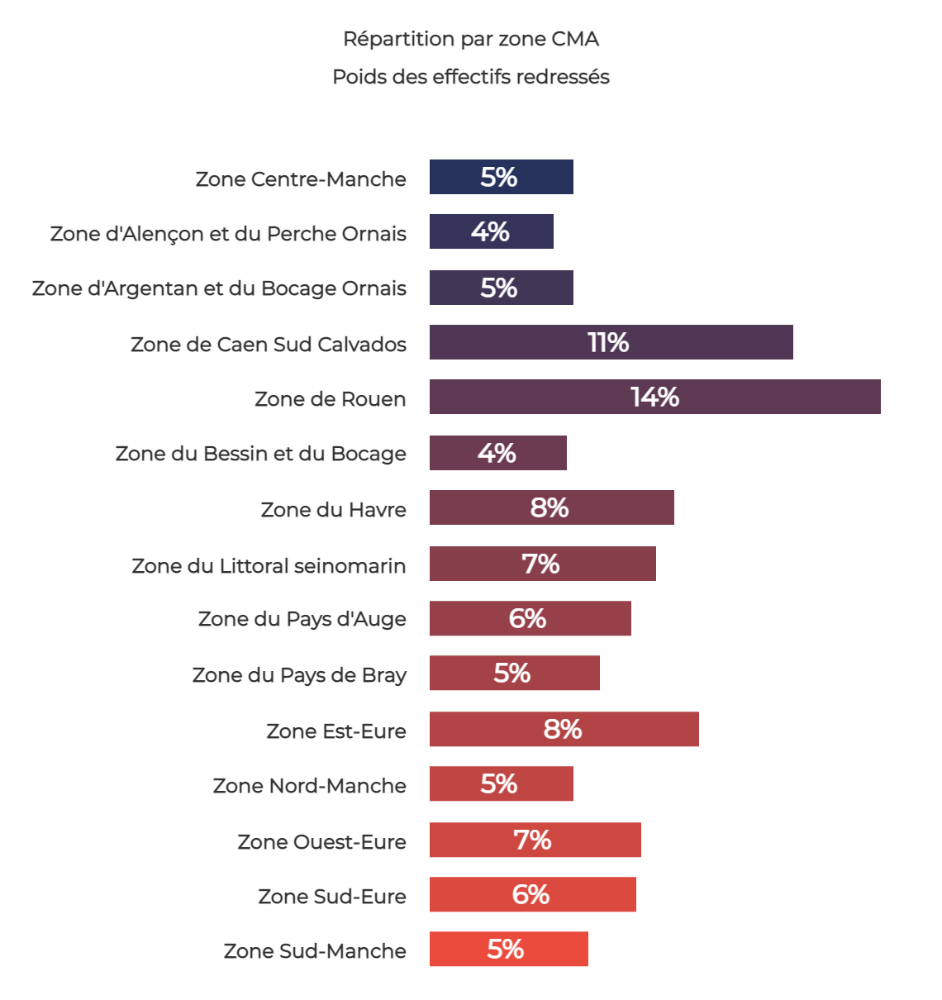 Répartition par zone CMA
Poids des effectifs redressés
Zone Centre-Manche 5%
Zone d'Alençon et du Perche Ornais 4%
Zone d'Argentan et du Bocage Ornais 5%
Zone de Caen Sud Calvados 11%
Zone de Rouen 14%
Zone du Bessin et du Bocage 4%
Zone du Havre 8%
Zone du Littoral seinomarin 7%
Zone du Pays d'Auge 6%
Zone du Pays de Bray 5%
Zone Est-Eure 8%
Zone Nord-Manche 5%
Zone Ouest-Eure 7%
Zone Sud-Eure 6%
Zone Sud-Manche 5%